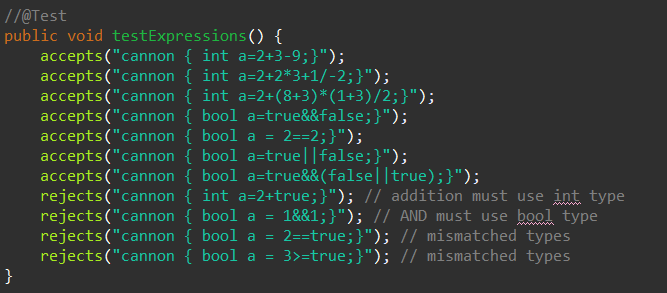 //@Test
public void testExpressions() {
    accepts("cannon { int a=2+3-9;}");
    accepts("cannon { int a=2+2*3+1/-2;}");
    accepts("cannon { int a=2+(8+3)*(1+3)/2;}");
    accepts("cannon { bool a=true&&false;}");
    accepts("cannon { bool a = 2==2;}");
    accepts("cannon { bool a=true||false;}");
    accepts("cannon { bool a=true&&(false||true);}");
    rejects("cannon { int a=2+true;}"); // addition must use int type
    rejects("cannon { bool a = 1&&1;}"); // AND must use bool type
    rejects("cannon { bool a = 2==true;}"); // mismatched types
    rejects("cannon { bool a = 3>=true;}"); // mismatched types
}